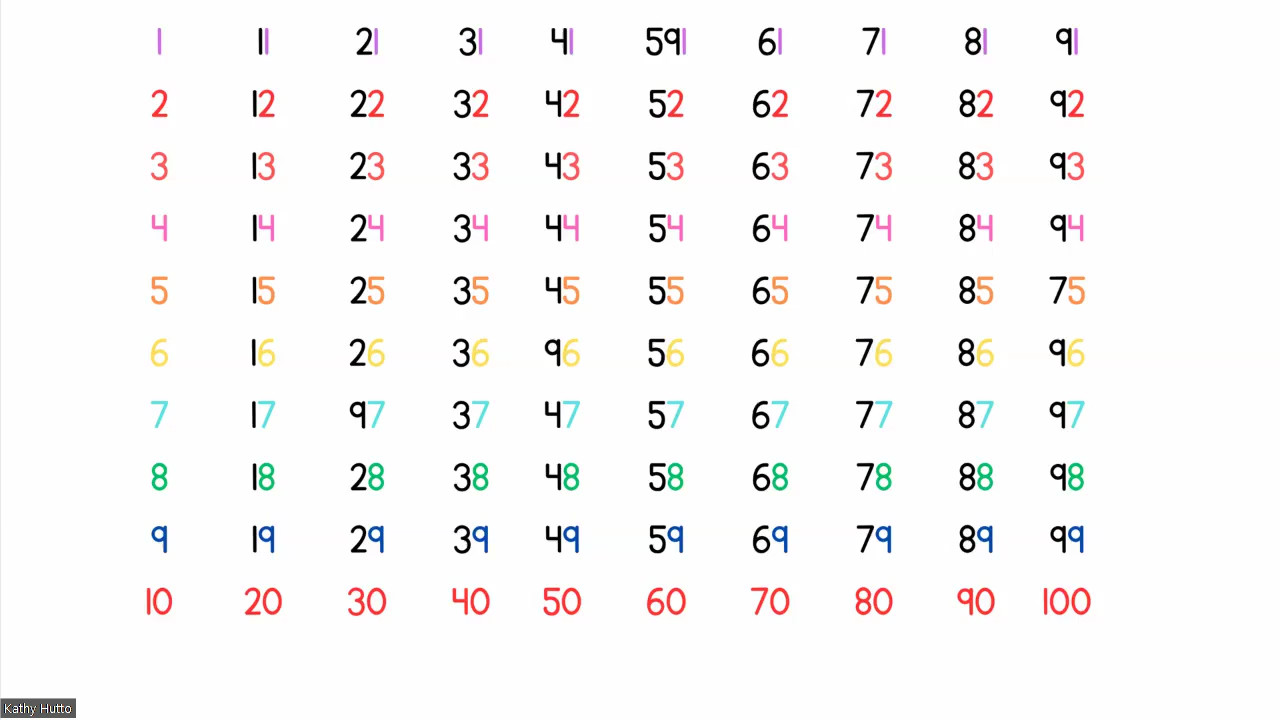 1 11 21 31 41 591 61 71 81 91
2 12 22 32 42 52 62 72 82 92
3 13 23 33 43 53 63 73 83 93
4 14 24 34 44 54 64 74 84 94
5 15 25 35 45 55 65 75 85 75
6 16 26 36 96 56 66 76 86 96
7 17 97 37 47 57 67 77 87 97
8 18 28 38 48 58 68 78 88 98
9 19 29 39 49 59 69 79 89 99
10 20 30 40 50 60 70 80 90 100
Kathy Hutto